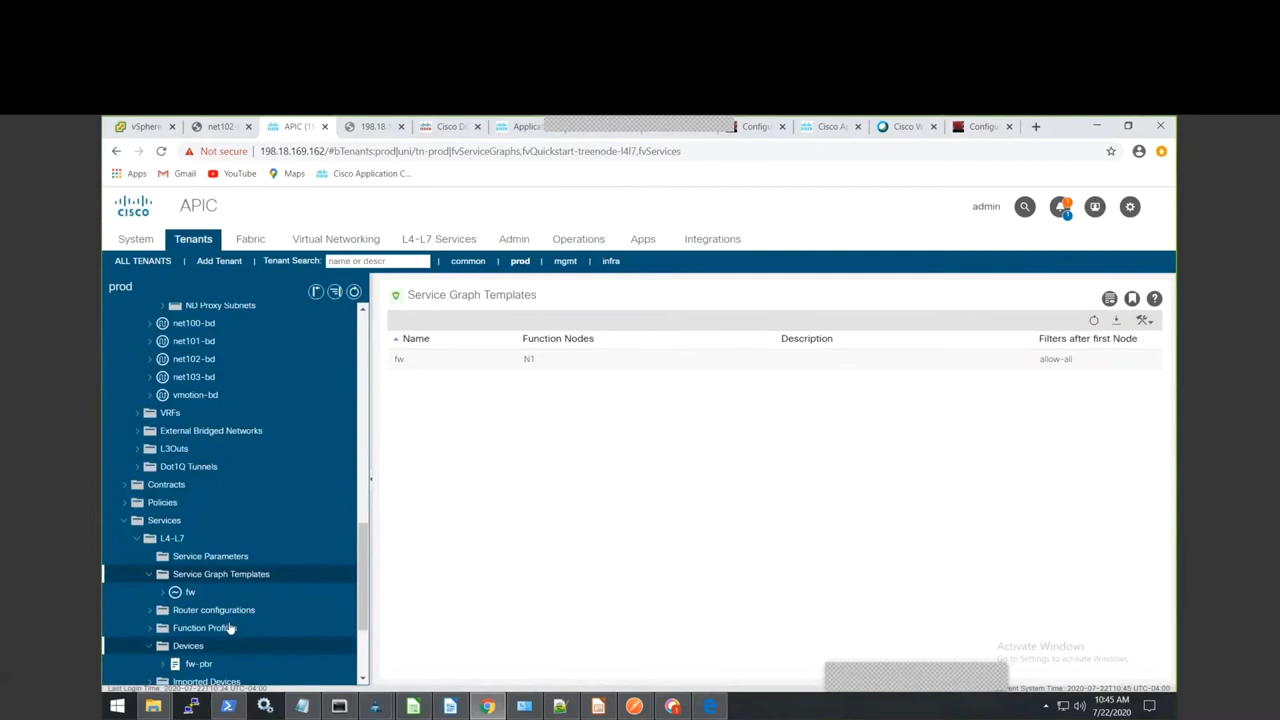 vSphere
net102-
APIC (1
198.18.
Cisco De
Applica
Configu
Cisco Ap
Cisco W
Configu
Not secure
198.18.169.162/#bTenants:prod|uni/tn-prod|fvServiceGraphs,fvQuickstart-treenode-l4l7,fvServices
Apps
Gmail
YouTube
Maps
Cisco Application C...
CISCO
APIC
admin
System
Tenants
Fabric
Virtual Networking
L4-L7 Services
Admin
Operations
Apps
Integrations
ALL TENANTS | Add Tenant | Tenant Search: name or descr | common | prod | mgmt | infra
prod
ND Proxy Subnets
net100-bd
net101-bd
net102-bd
net103-bd
vmotion-bd
VRFs
External Bridged Networks
L3Outs
Dot1Q Tunnels
Contracts
Policies
Services
L4-L7
Service Parameters
Service Graph Templates
fw
Router configurations
Function Profiles
Devices
fw-pbr
Imported Devices
Service Graph Templates
Name Function Nodes Description Filters after first Node
fw N1 allow-all
Activate Windows
Go to Settings to activate Windows.
Last Login Time: 2020-07-22T10:34 UTC-04:00
System Time: 2020-07-22T10:45 UTC-04:00
10:45 AM
7/22/2020